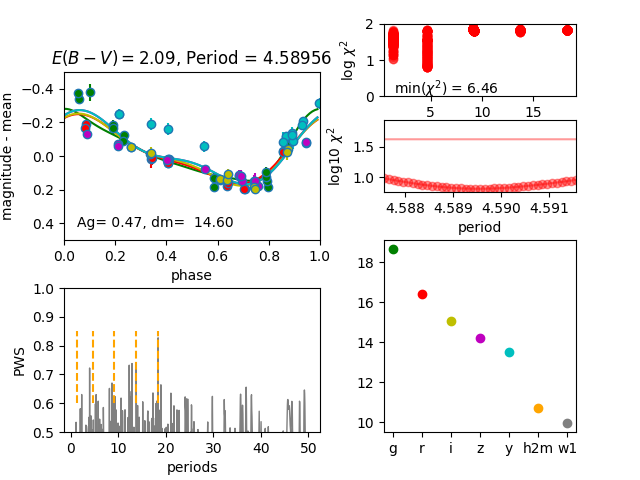 E(B − V) = 2.09, Period = 4.58956
magnitude - mean
−0.4
−0.2
0.0
0.2
0.4
Ag= 0.47, dm=  14.60
0.0 0.2 0.4 0.6 0.8 1.0
phase
log χ²
2
1
0
min(χ²) = 6.46
5 10 15
log10 χ²
1.5
1.0
4.588 4.589 4.590 4.591
period
PWS
1.0
0.9
0.8
0.7
0.6
0.5
0 10 20 30 40 50
periods
18
16
14
12
10
g r i z y h2m w1